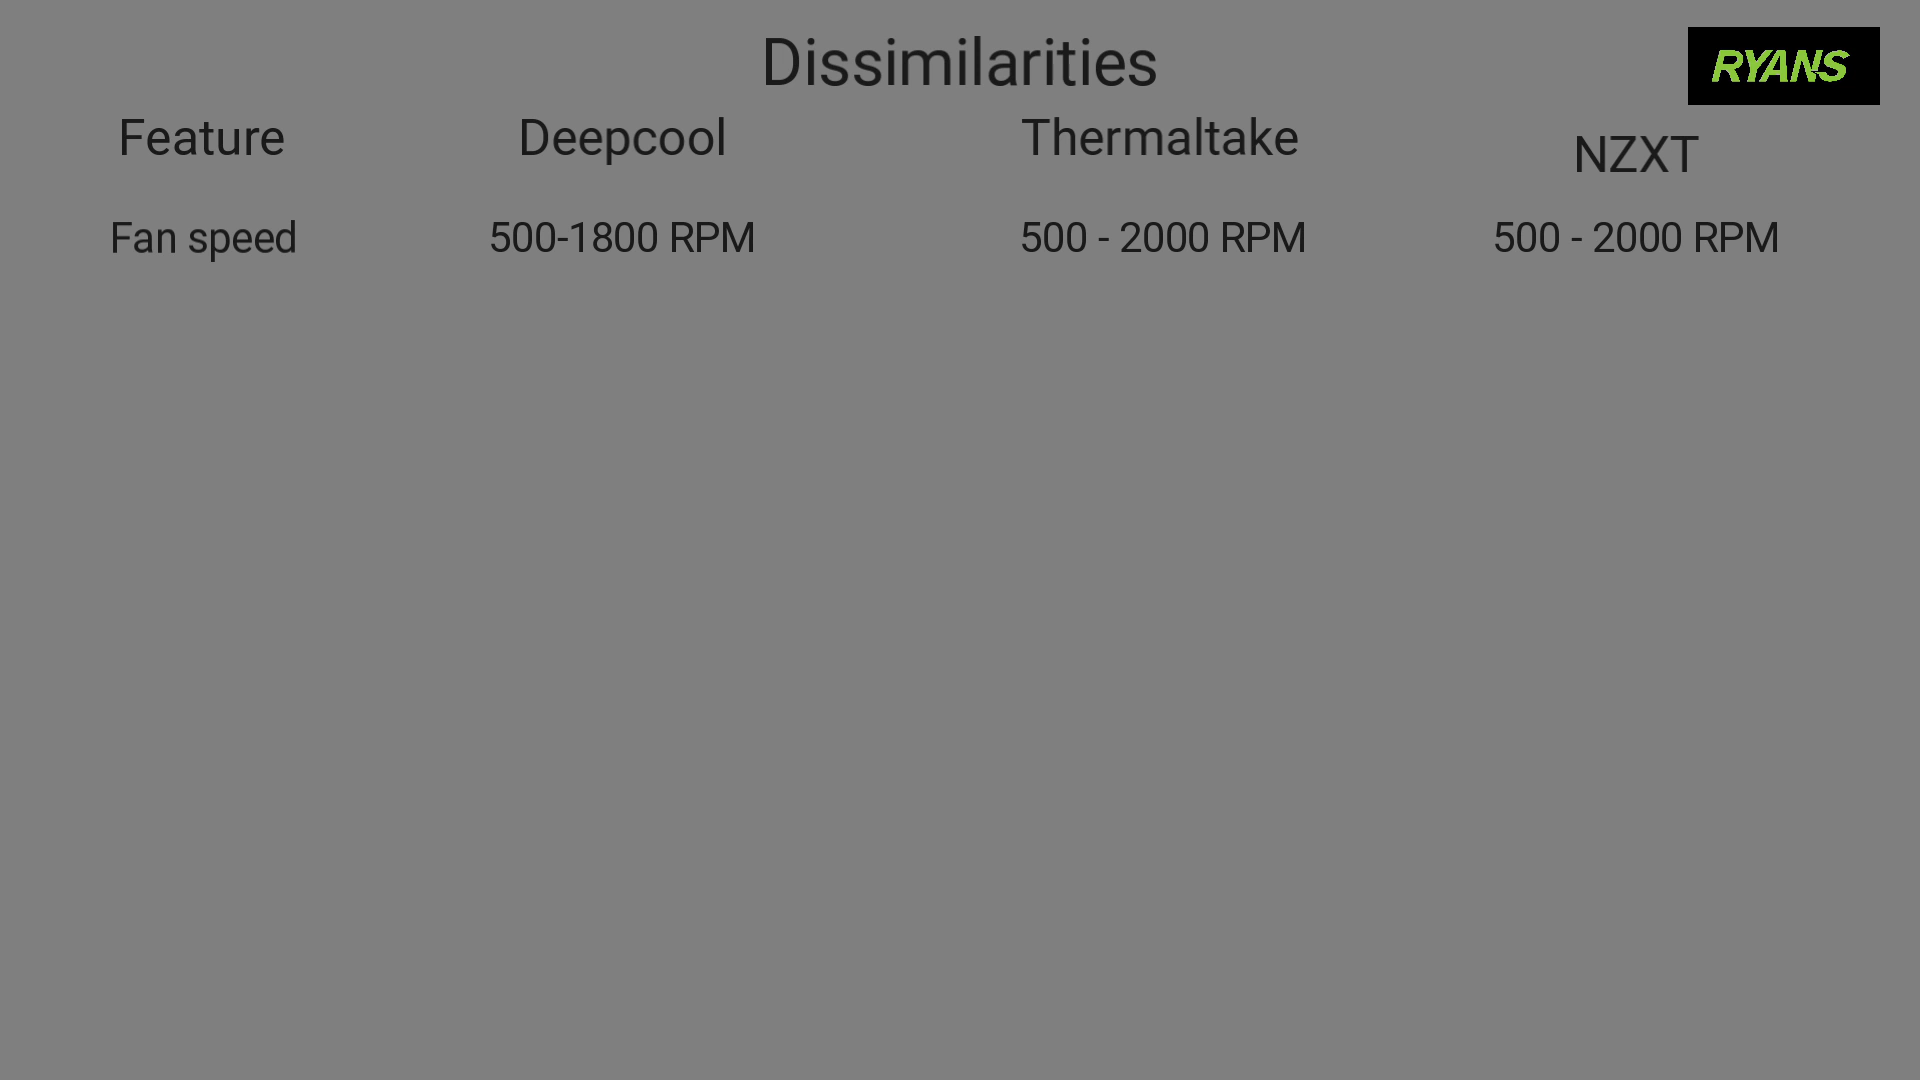 Dissimilarities
RYANS
Feature Deepcool Thermaltake NZXT
Fan speed 500-1800 RPM 500 - 2000 RPM 500 - 2000 RPM